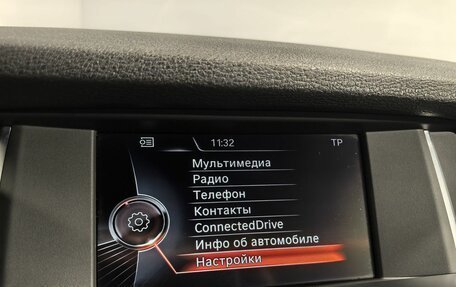 11:32 TP
Мультимедиа
Радио
Телефон
Контакты
ConnectedDrive
Инфо об автомобиле
Настройки